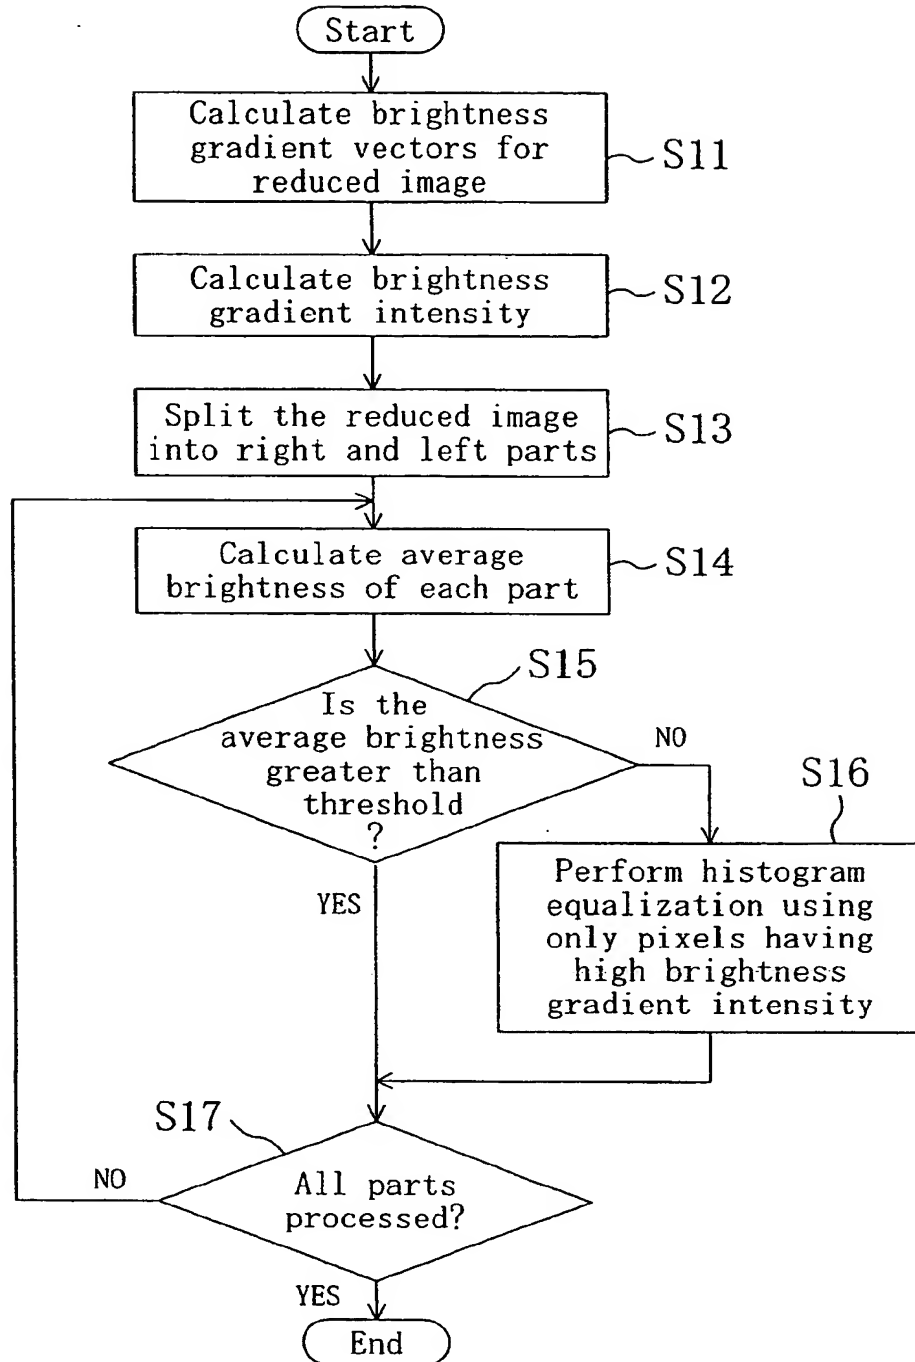 Start
Calculate brightness
gradient vectors for
reduced image
S11
Calculate brightness
gradient intensity
S12
Split the reduced image
into right and left parts
S13
Calculate average
brightness of each part
S14
S15
Is the
average brightness
greater than
threshold
?
NO
S16
YES
Perform histogram
equalization using
only pixels having
high brightness
gradient intensity
S17
NO
All parts
processed?
YES
End